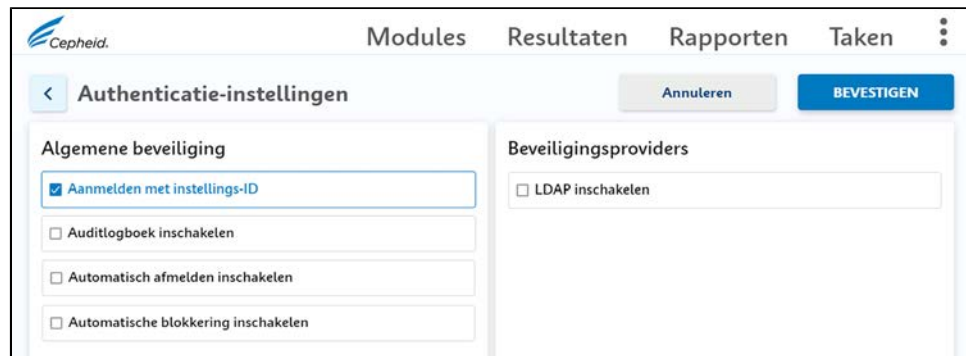 Cepheid.
Modules Resultaten Rapporten Taken
Authenticatie-instellingen
Annuleren
BEVESTIGEN
Algemene beveiliging
Aanmelden met instellings-ID
Auditlogboek inschakelen
Automatisch afmelden inschakelen
Automatische blokkering inschakelen
Beveiligingsproviders
LDAP inschakelen